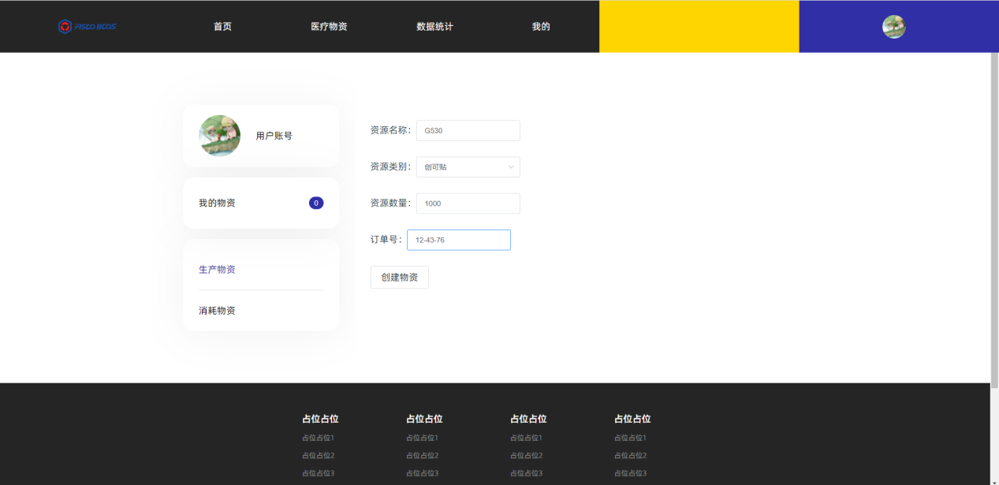 FISCO BCOS 首页 医疗物资 数据统计 我的
用户账号
我的物资 0
生产物资
消耗物资
资源名称： G530
资源类别： 创可贴
资源数量： 1000
订单号： 12-43-76
创建物资
占位占位 占位占位 占位占位 占位占位
占位占位1 占位占位1 占位占位1 占位占位1
占位占位2 占位占位2 占位占位2 占位占位2
占位占位3 占位占位3 占位占位3 占位占位3